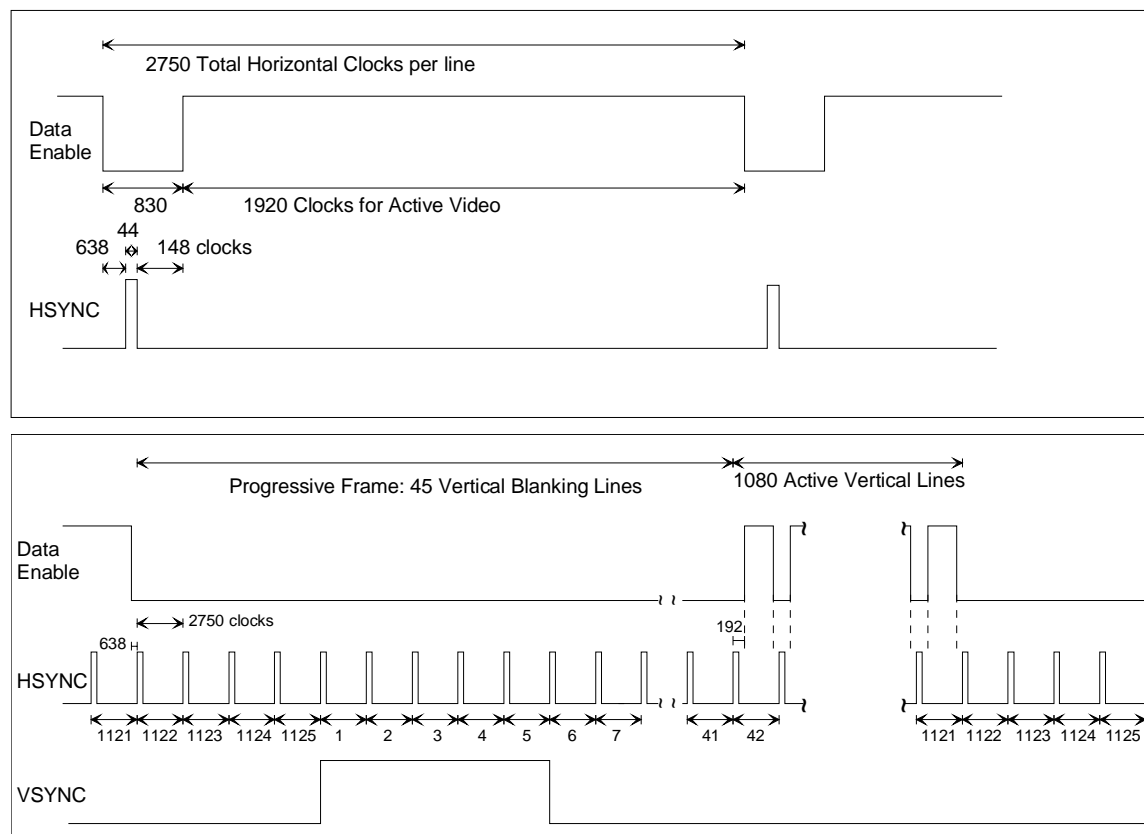 2750 Total Horizontal Clocks per line
Data
Enable
830
1920 Clocks for Active Video
44
638
148 clocks
HSYNC
Progressive Frame: 45 Vertical Blanking Lines
1080 Active Vertical Lines
Data
Enable
2750 clocks
638
192
HSYNC
1121 1122 1123 1124 1125 1 2 3 4 5 6 7 41 42 1121 1122 1123 1124 1125
VSYNC